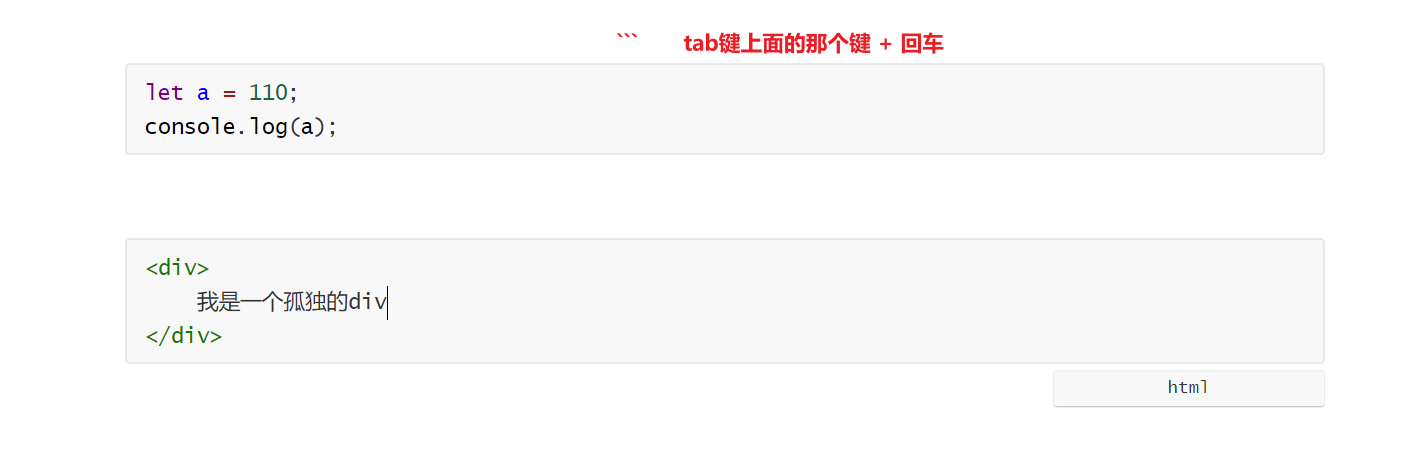 ``` tab键上面的那个键 + 回车
let a = 110;
console.log(a);
<div>
    我是一个孤独的div
</div>
html